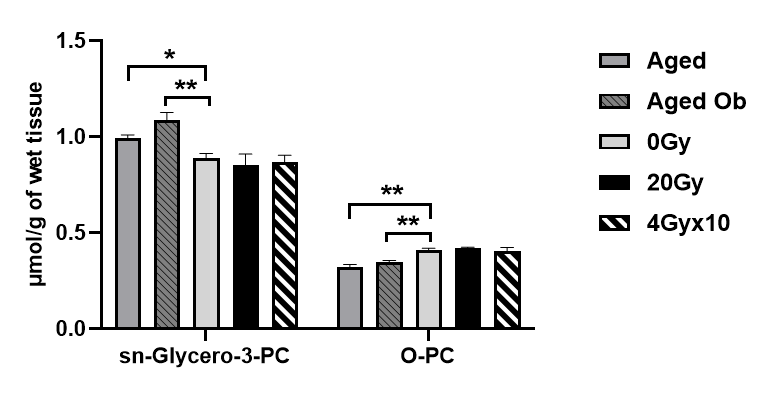 μmol/g of wet tissue
1.5
1.0
0.5
0.0
*
**
**
**
sn-Glycero-3-PC
O-PC
Aged
Aged Ob
0Gy
20Gy
4Gyx10